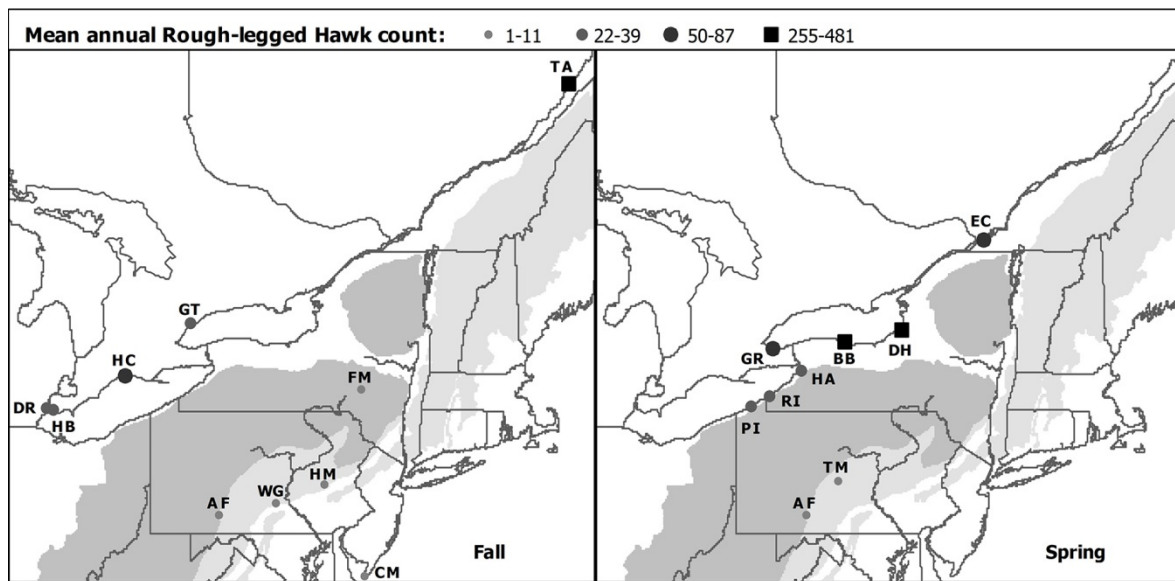 Mean annual Rough-legged Hawk count: 1-11 22-39 50-87 255-481
TA
GT
HC
DR
HB
FM
HM
WG
AF
CM
Fall
EC
GR
BB
DH
HA
RI
PI
TM
AF
Spring